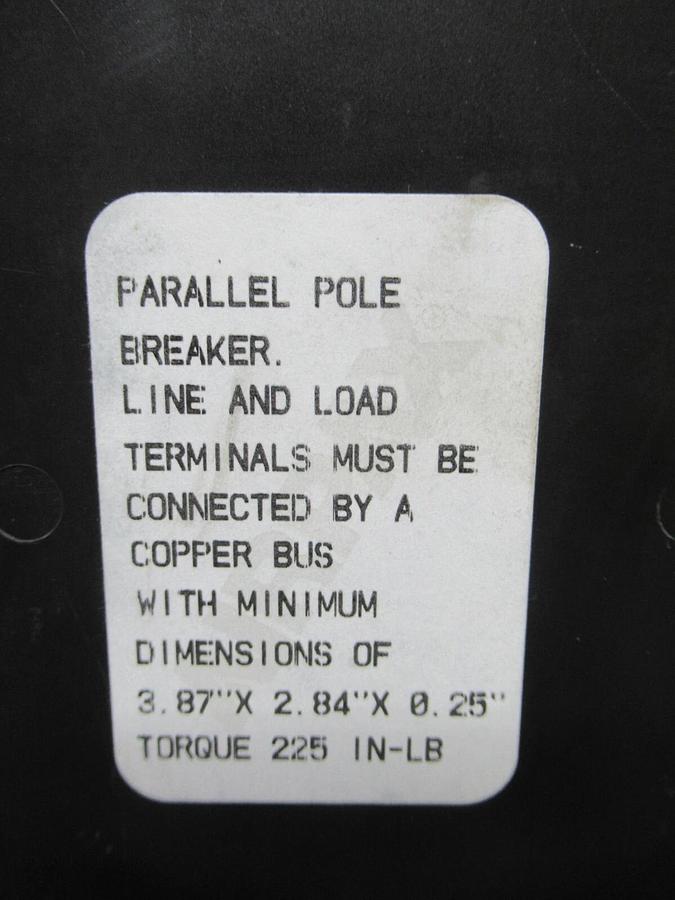 PARALLEL POLE
BREAKER.
LINE AND LOAD
TERMINALS MUST BE
CONNECTED BY A
COPPER BUS
WITH MINIMUM
DIMENSIONS OF
3.87"X 2.84"X 0.25"
TORQUE 225 IN-LB